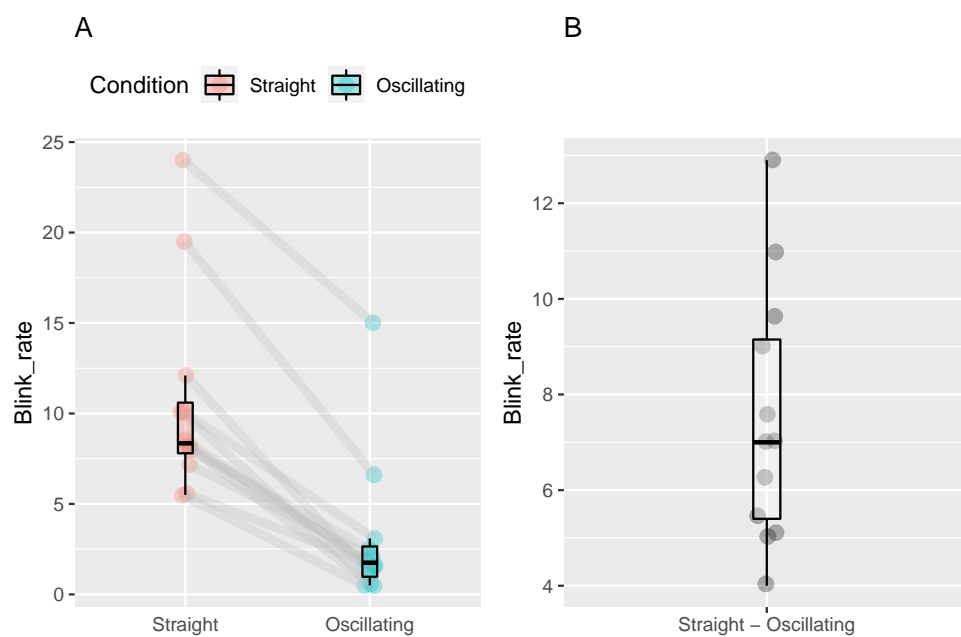 A
Condition Straight Oscillating
Blink_rate
25
20
15
10
5
0
Straight Oscillating
B
Blink_rate
12
10
8
6
4
Straight − Oscillating